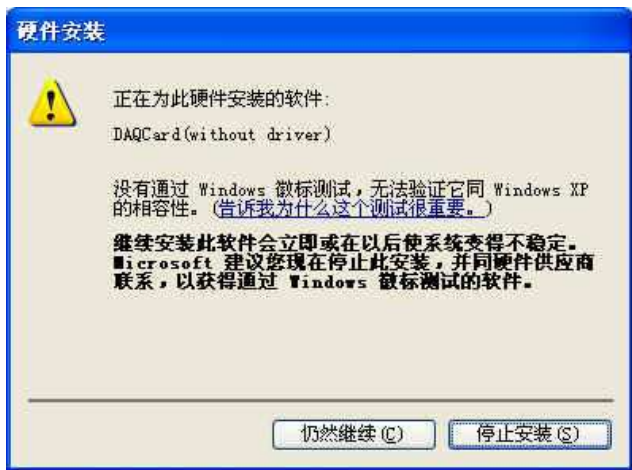 硬件安装
正在为此硬件安装的软件:
DAQCard(without driver)
没有通过 Windows 徽标测试，无法验证它同 Windows XP
的相容性。(告诉我为什么这个测试很重要。)
继续安装此软件会立即或在以后使系统变得不稳定。
Microsoft 建议您现在停止此安装，并同硬件供应商
联系，以获得通过 Windows 徽标测试的软件。
仍然继续(C) 停止安装(S)